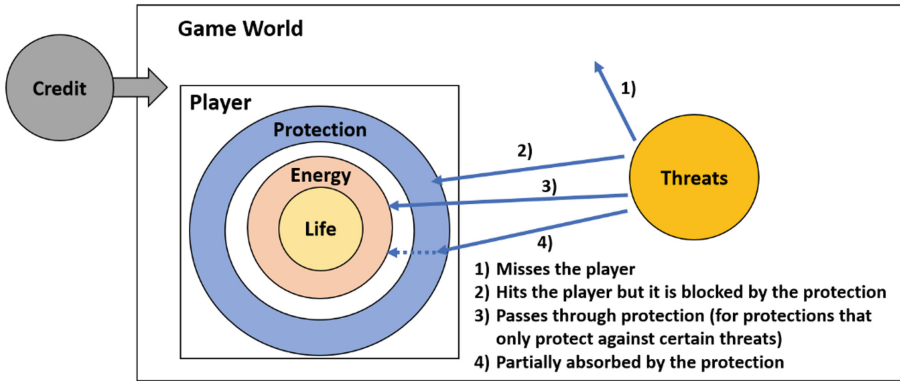 Game World
Credit
Player
Protection
Energy
Life
Threats
1)
2)
3)
4)
1) Misses the player
2) Hits the player but it is blocked by the protection
3) Passes through protection (for protections that
only protect against certain threats)
4) Partially absorbed by the protection